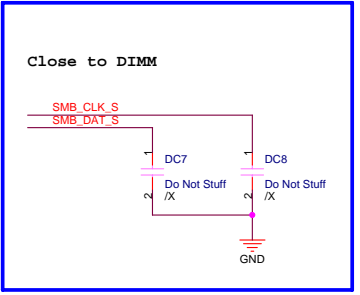 Close to DIMM
SMB_CLK_S
SMB_DAT_S
1
1
DC7
DC8
Do Not Stuff
Do Not Stuff
2
/X
2
/X
GND